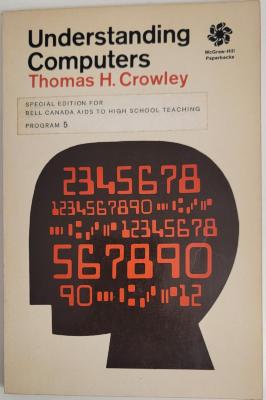 Understanding
Computers
Thomas H. Crowley
McGraw-Hill
Paperbacks
SPECIAL EDITION FOR
BELL CANADA AIDS TO HIGH SCHOOL TEACHING
PROGRAM 5
2345678
1234567890
12345678
567890
90
12